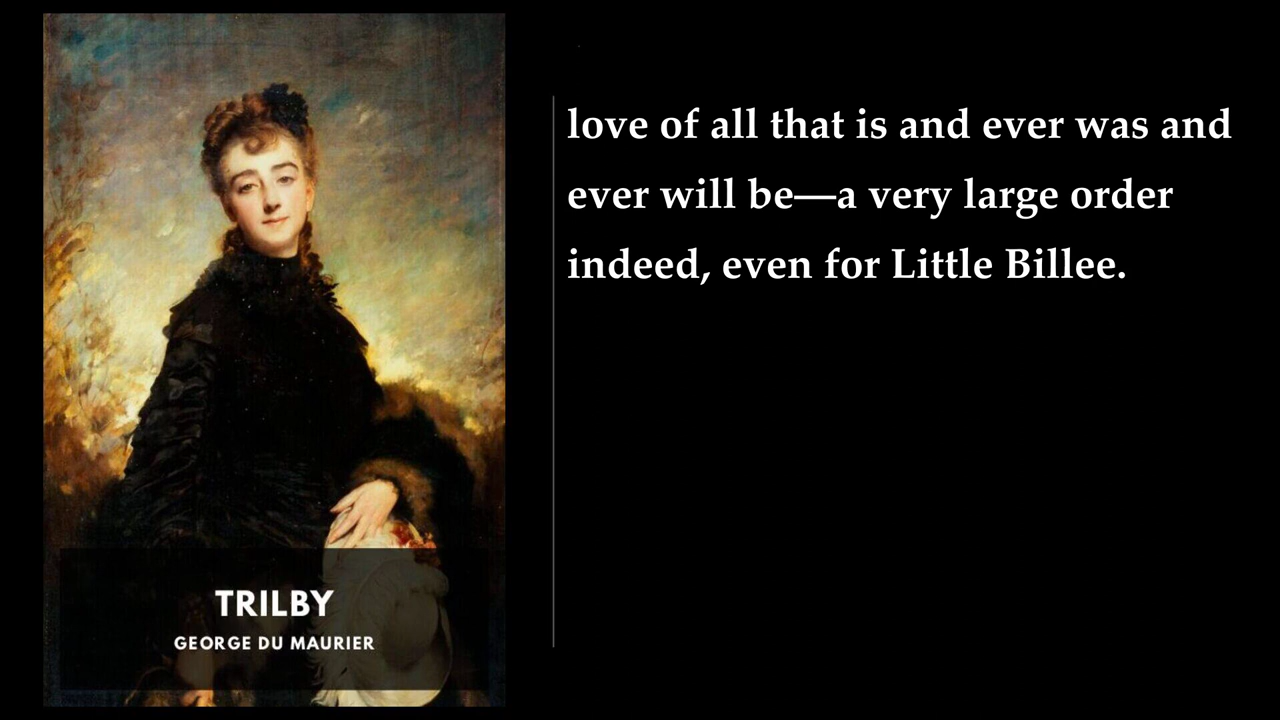 love of all that is and ever was and
ever will be—a very large order
indeed, even for Little Billee.
TRILBY
GEORGE DU MAURIER